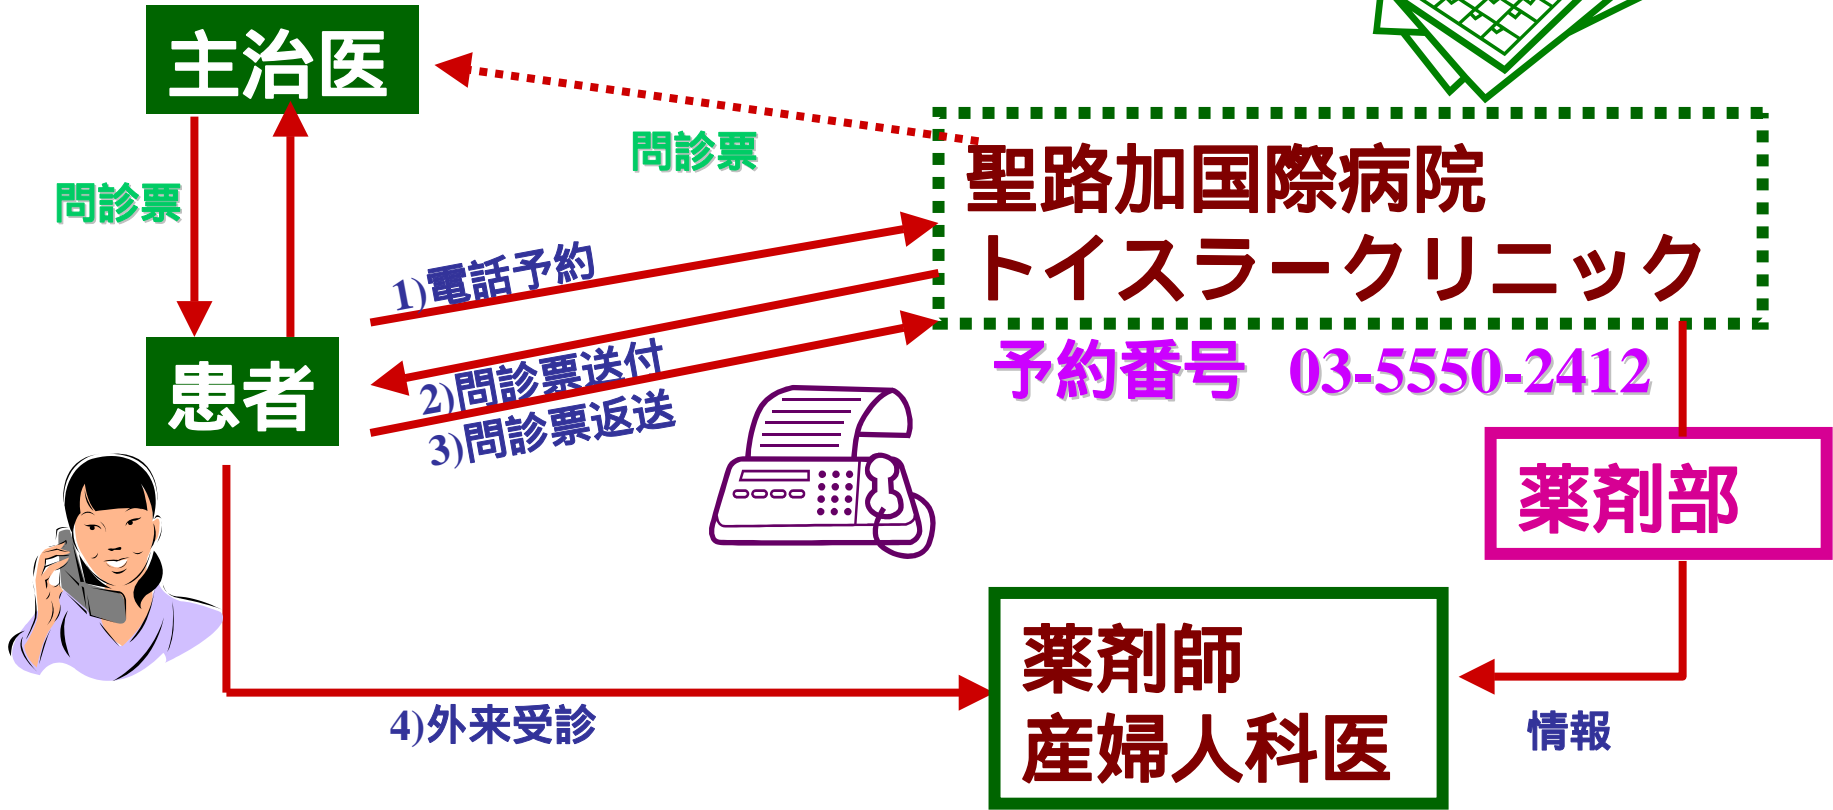 主治医
問診票
問診票
聖路加国際病院
トイスラークリニック
1)電話予約
2)問診票送付
3)問診票返送
予約番号　03-5550-2412
患者
薬剤部
薬剤師
産婦人科医
4)外来受診
情報